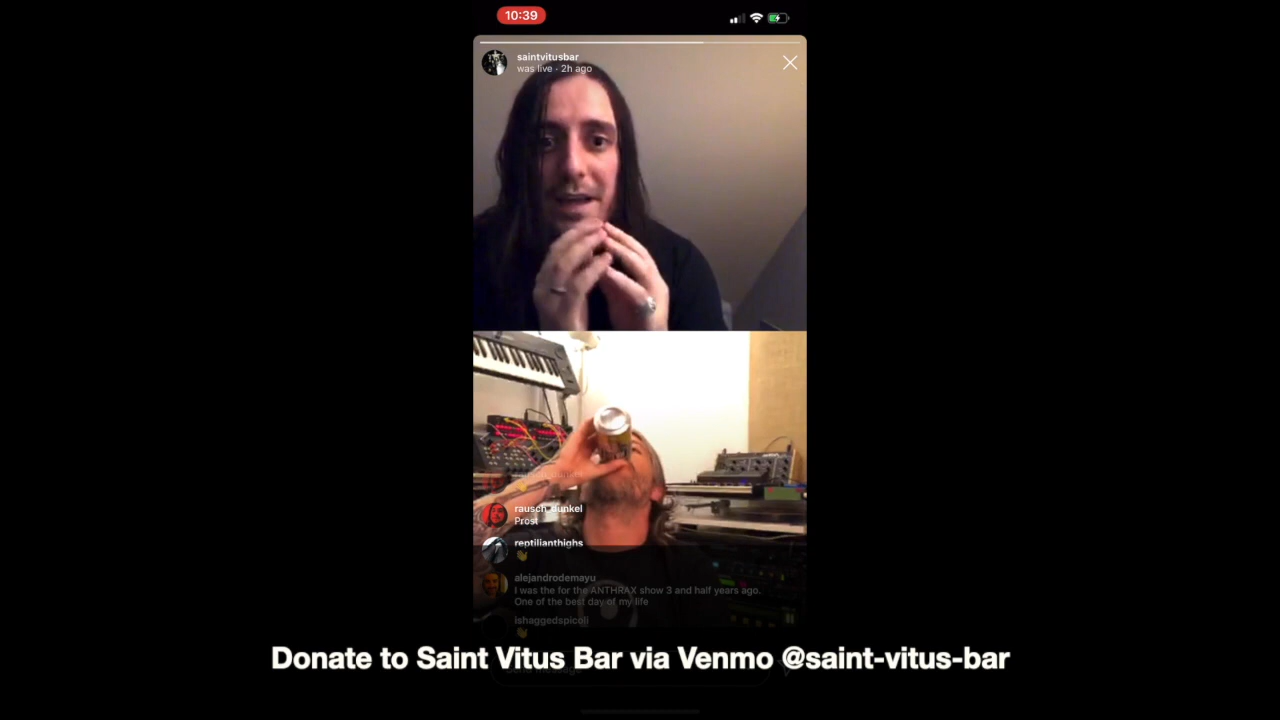 10:39
saintvitusbar
was live · 2h ago
rausch_dunkel
Prost
reptilianthighs
alejandrodemayu
I was the for the ANTHRAX show 3 and half years ago.
One of the best day of my life
ishaggedspicoli
Donate to Saint Vitus Bar via Venmo @saint-vitus-bar